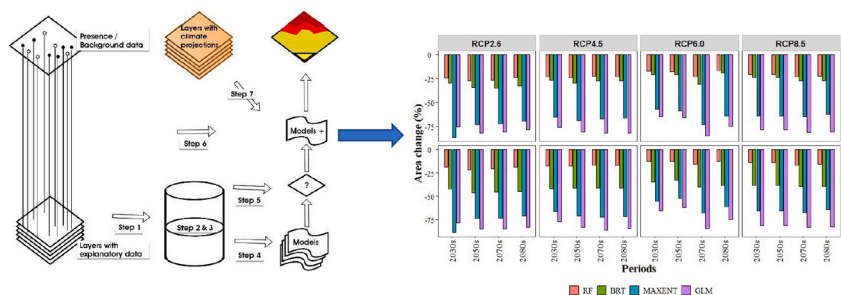 Presence /
Background data
Layers with
climate
projections
Step 7
Step 6
Models +
Step 1
Step 2 & 3
Step 5
?
Step 4
Models
Layers with
explanatory data
RCP2.6
RCP4.5
RCP6.0
RCP8.5
Area change (%)
0
-25
-50
-75
0
-25
-50
-75
2030s
2050s
2070s
2080s
2030s
2050s
2070s
2080s
2030s
2050s
2070s
2080s
2030s
2050s
2070s
2080s
Periods
RF BRT MAXENT GLM